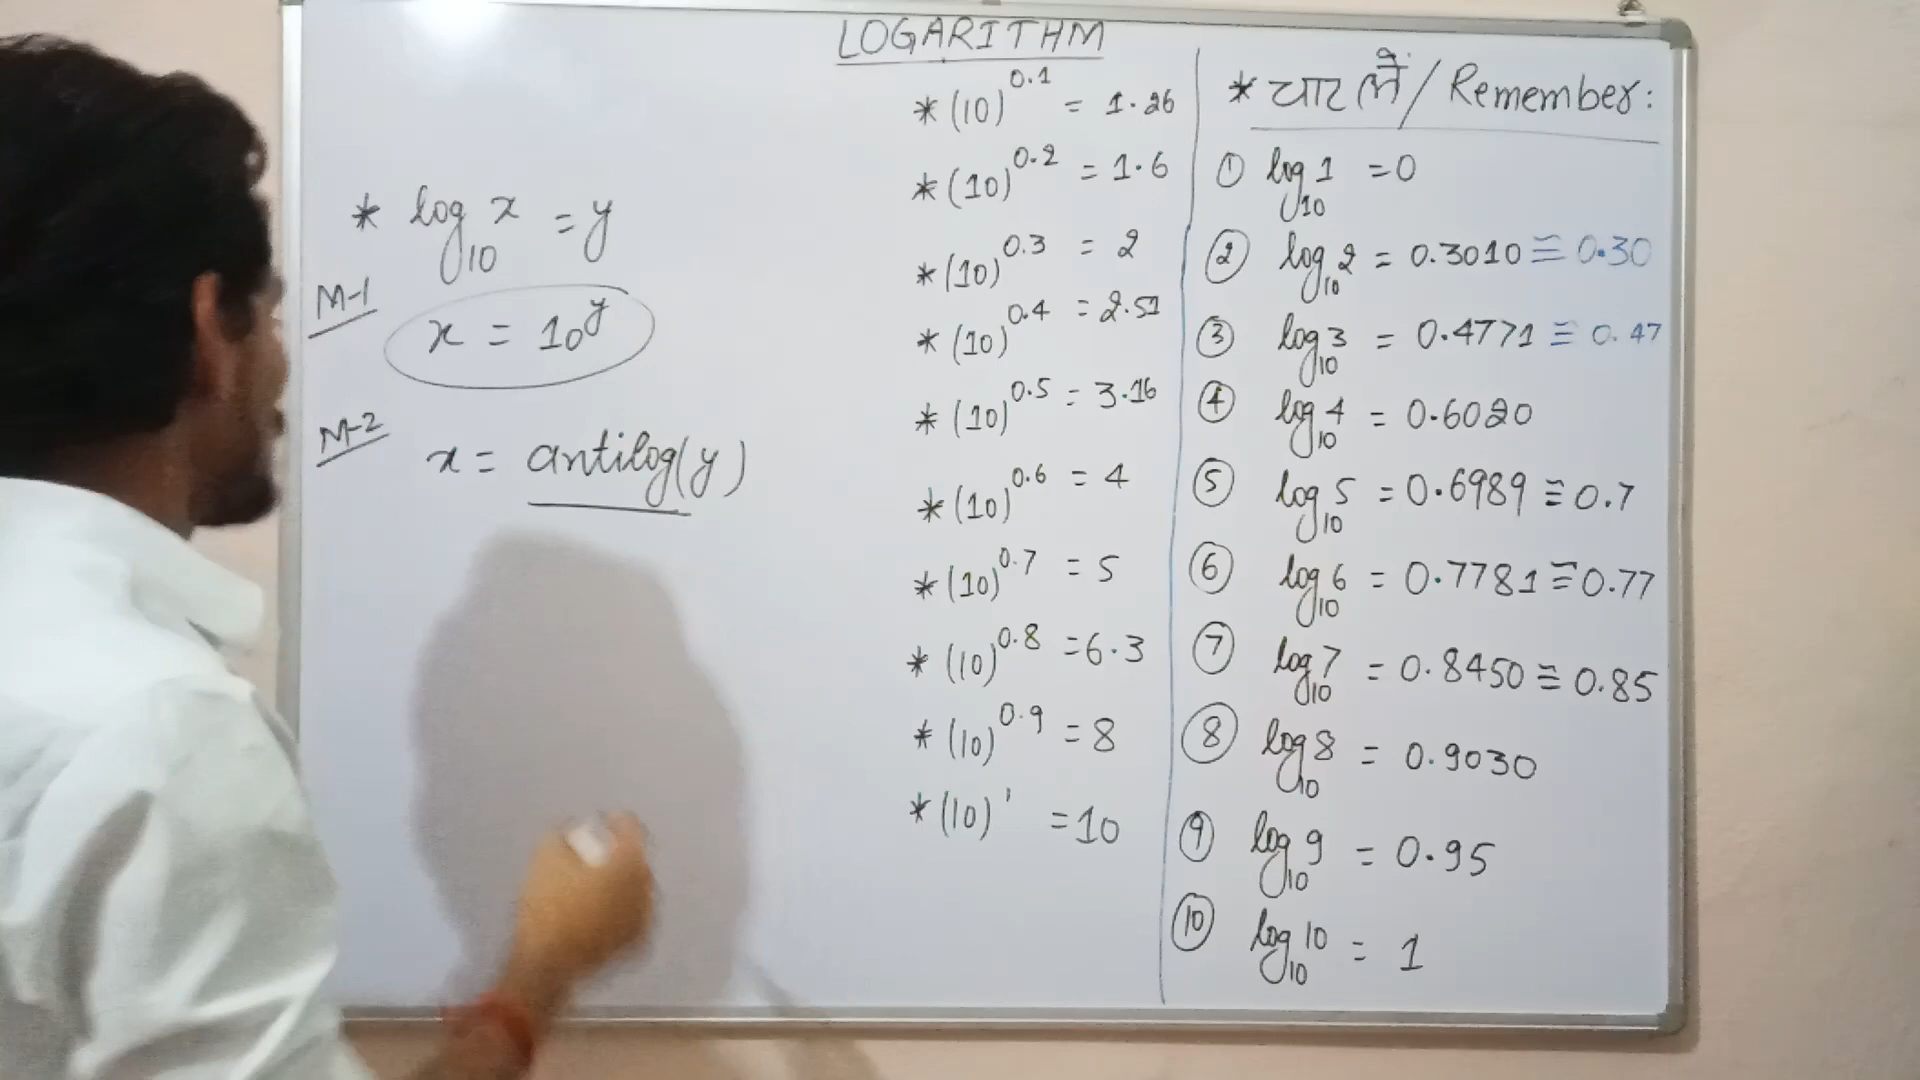 LOGARITHM
* log₁₀ x = y
M-1
x = 10^y
M-2
x = antilog(y)
* (10)^0.1 = 1.26
* (10)^0.2 = 1.6
* (10)^0.3 = 2
* (10)^0.4 = 2.51
* (10)^0.5 = 3.16
* (10)^0.6 = 4
* (10)^0.7 = 5
* (10)^0.8 = 6.3
* (10)^0.9 = 8
* (10)^1 = 10
* / Remember:
① log₁₀ 1 = 0
② log₁₀ 2 = 0.3010 ≅ 0.30
③ log₁₀ 3 = 0.4771 ≅ 0.47
④ log₁₀ 4 = 0.6020
⑤ log₁₀ 5 = 0.6989 ≅ 0.7
⑥ log₁₀ 6 = 0.7781 ≅ 0.77
⑦ log₁₀ 7 = 0.8450 ≅ 0.85
⑧ log₁₀ 8 = 0.9030
⑨ log₁₀ 9 = 0.95
⑩ log₁₀ 10 = 1